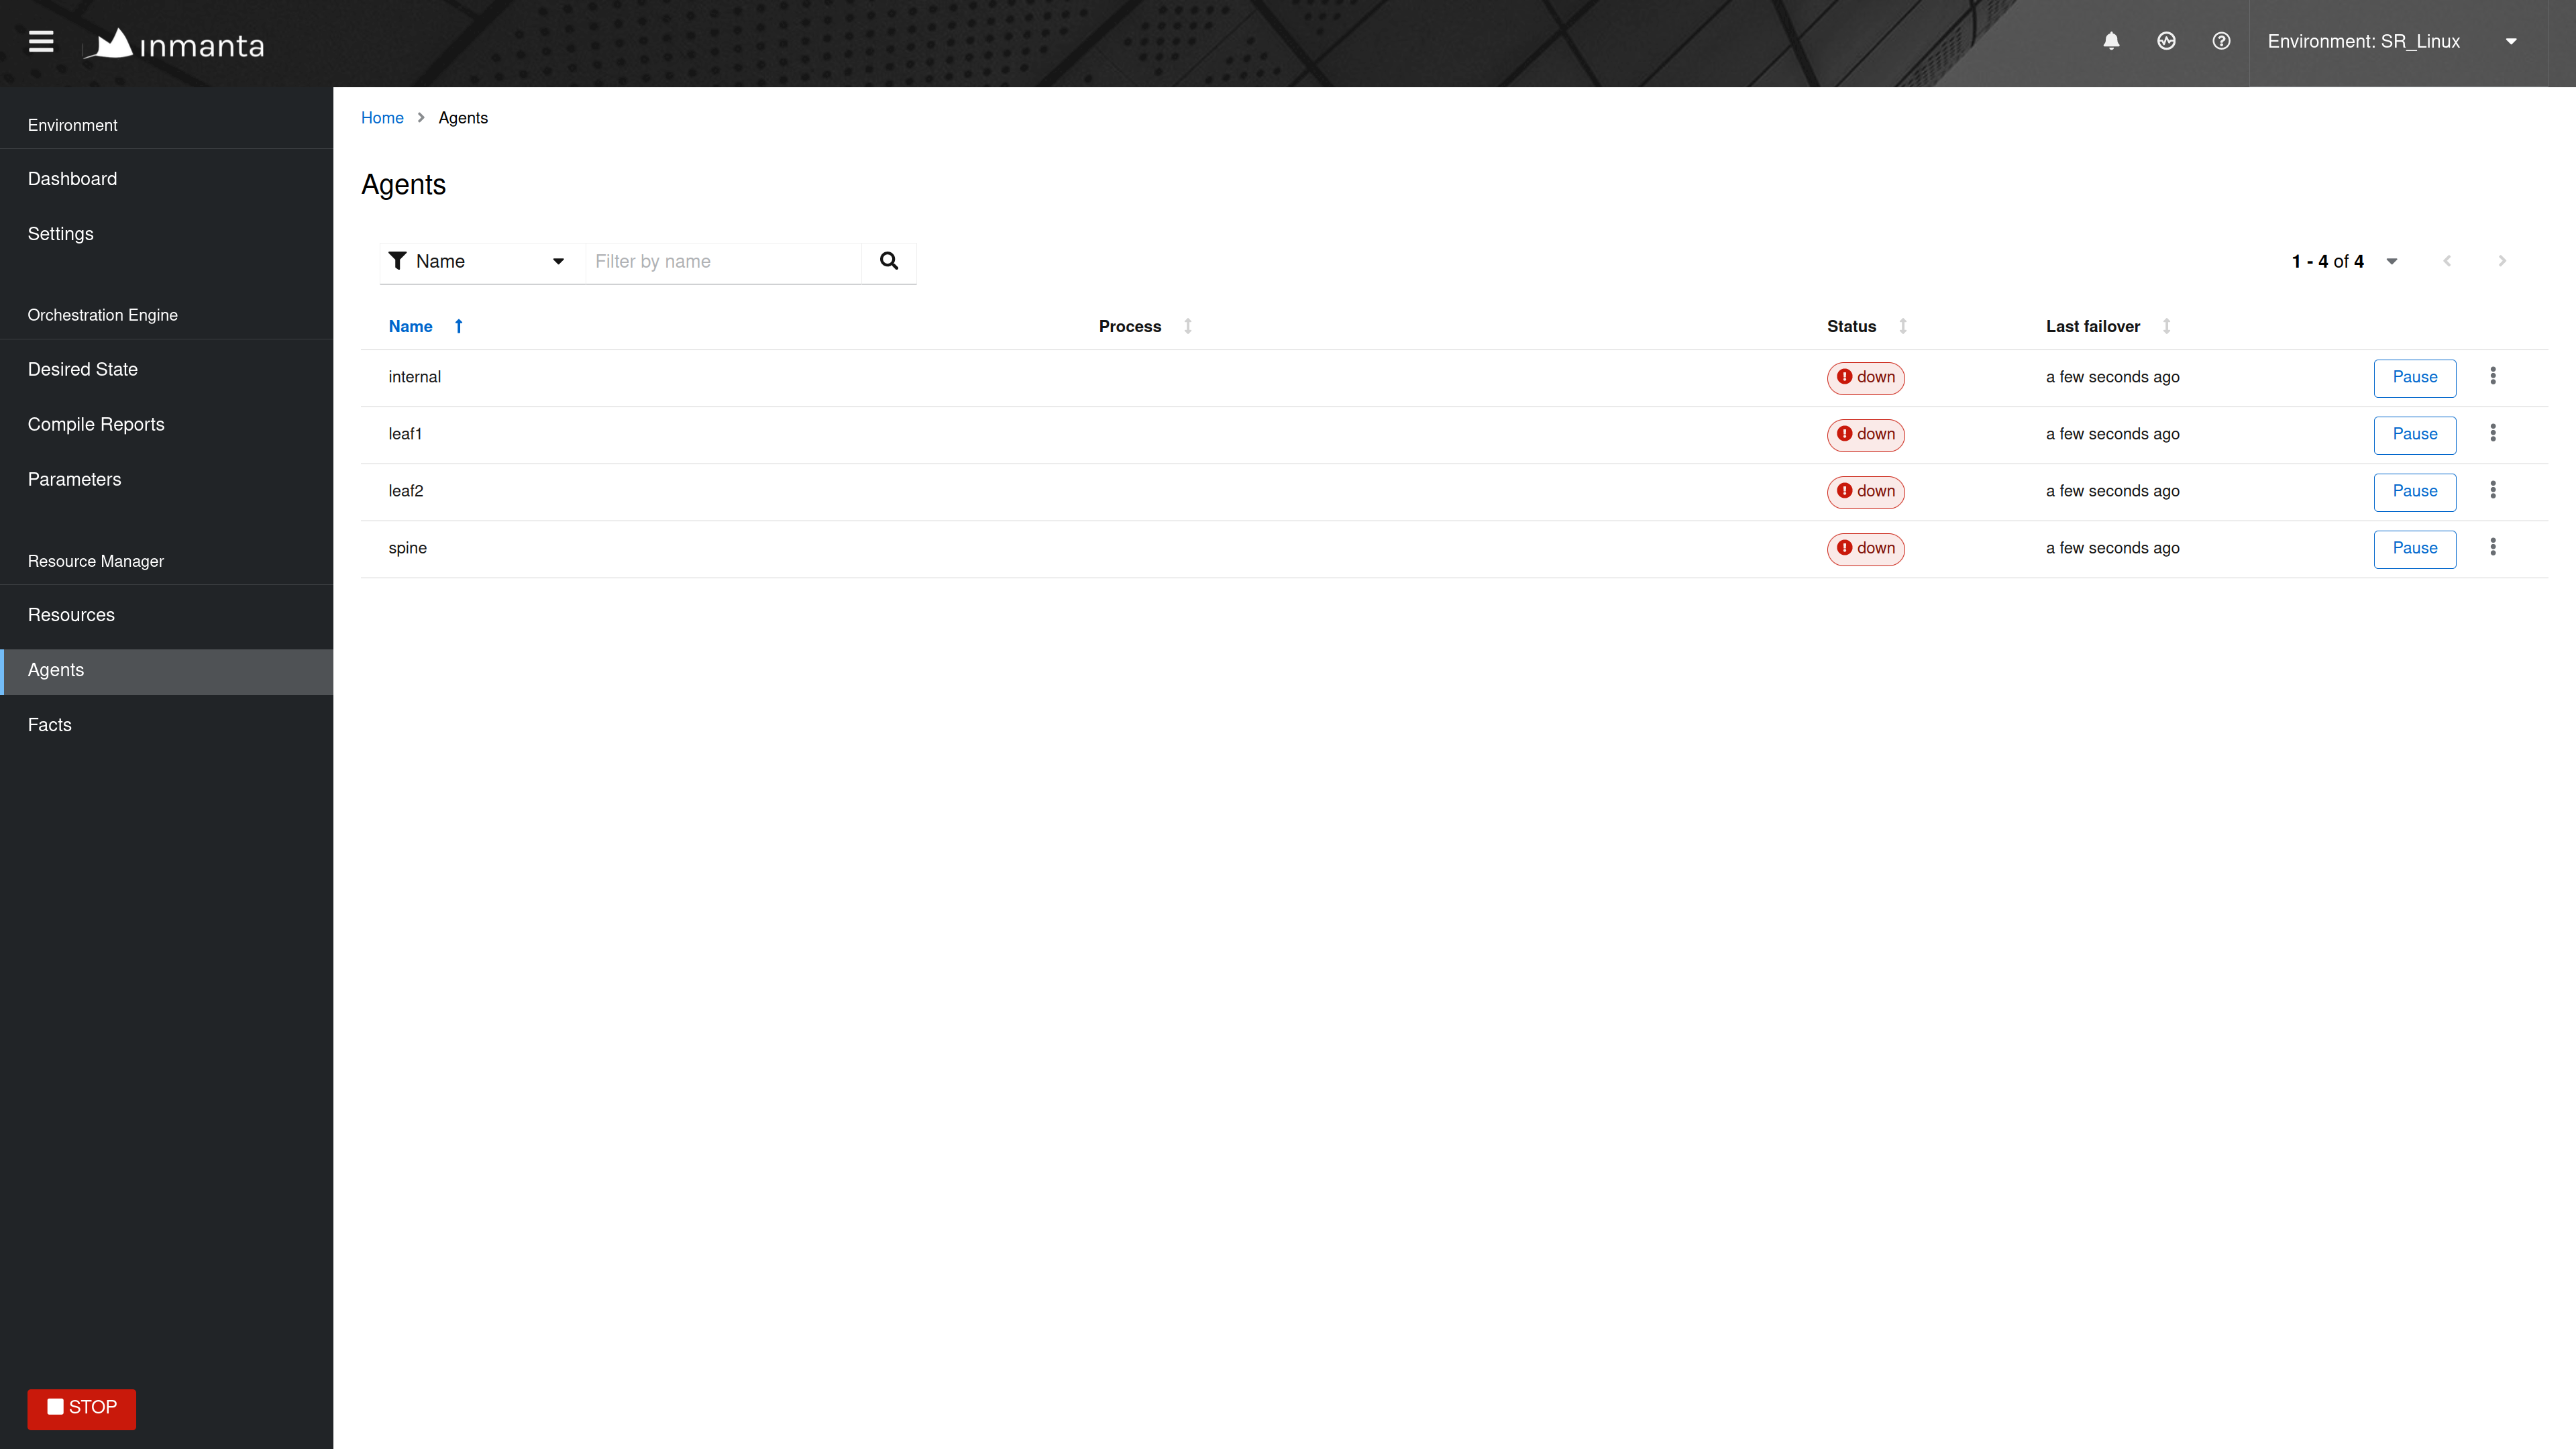 inmanta
Environment: SR_Linux
Environment
Dashboard
Settings
Orchestration Engine
Desired State
Compile Reports
Parameters
Resource Manager
Resources
Agents
Facts
STOP
Home Agents
Agents
Name Filter by name 1 - 4 of 4
Name Process Status Last failover
internal down a few seconds ago Pause
leaf1 down a few seconds ago Pause
leaf2 down a few seconds ago Pause
spine down a few seconds ago Pause